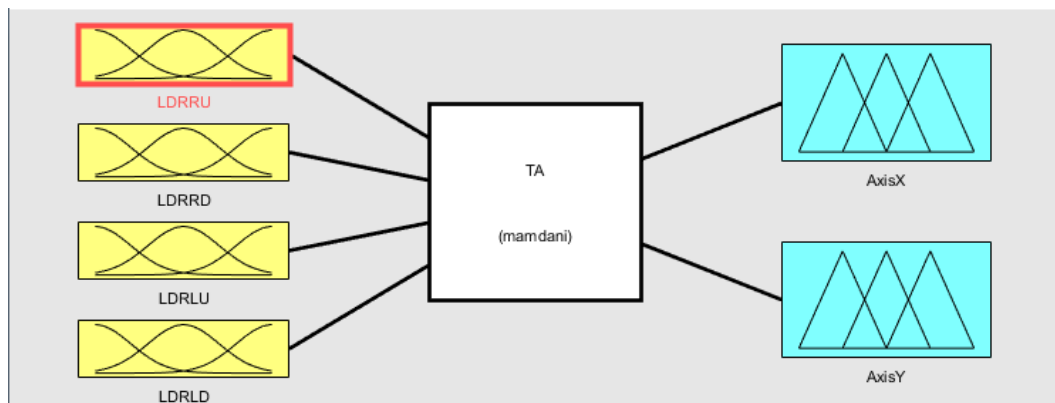 LDRRU
LDRRD
LDRLU
LDRLD
TA
(mamdani)
AxisX
AxisY